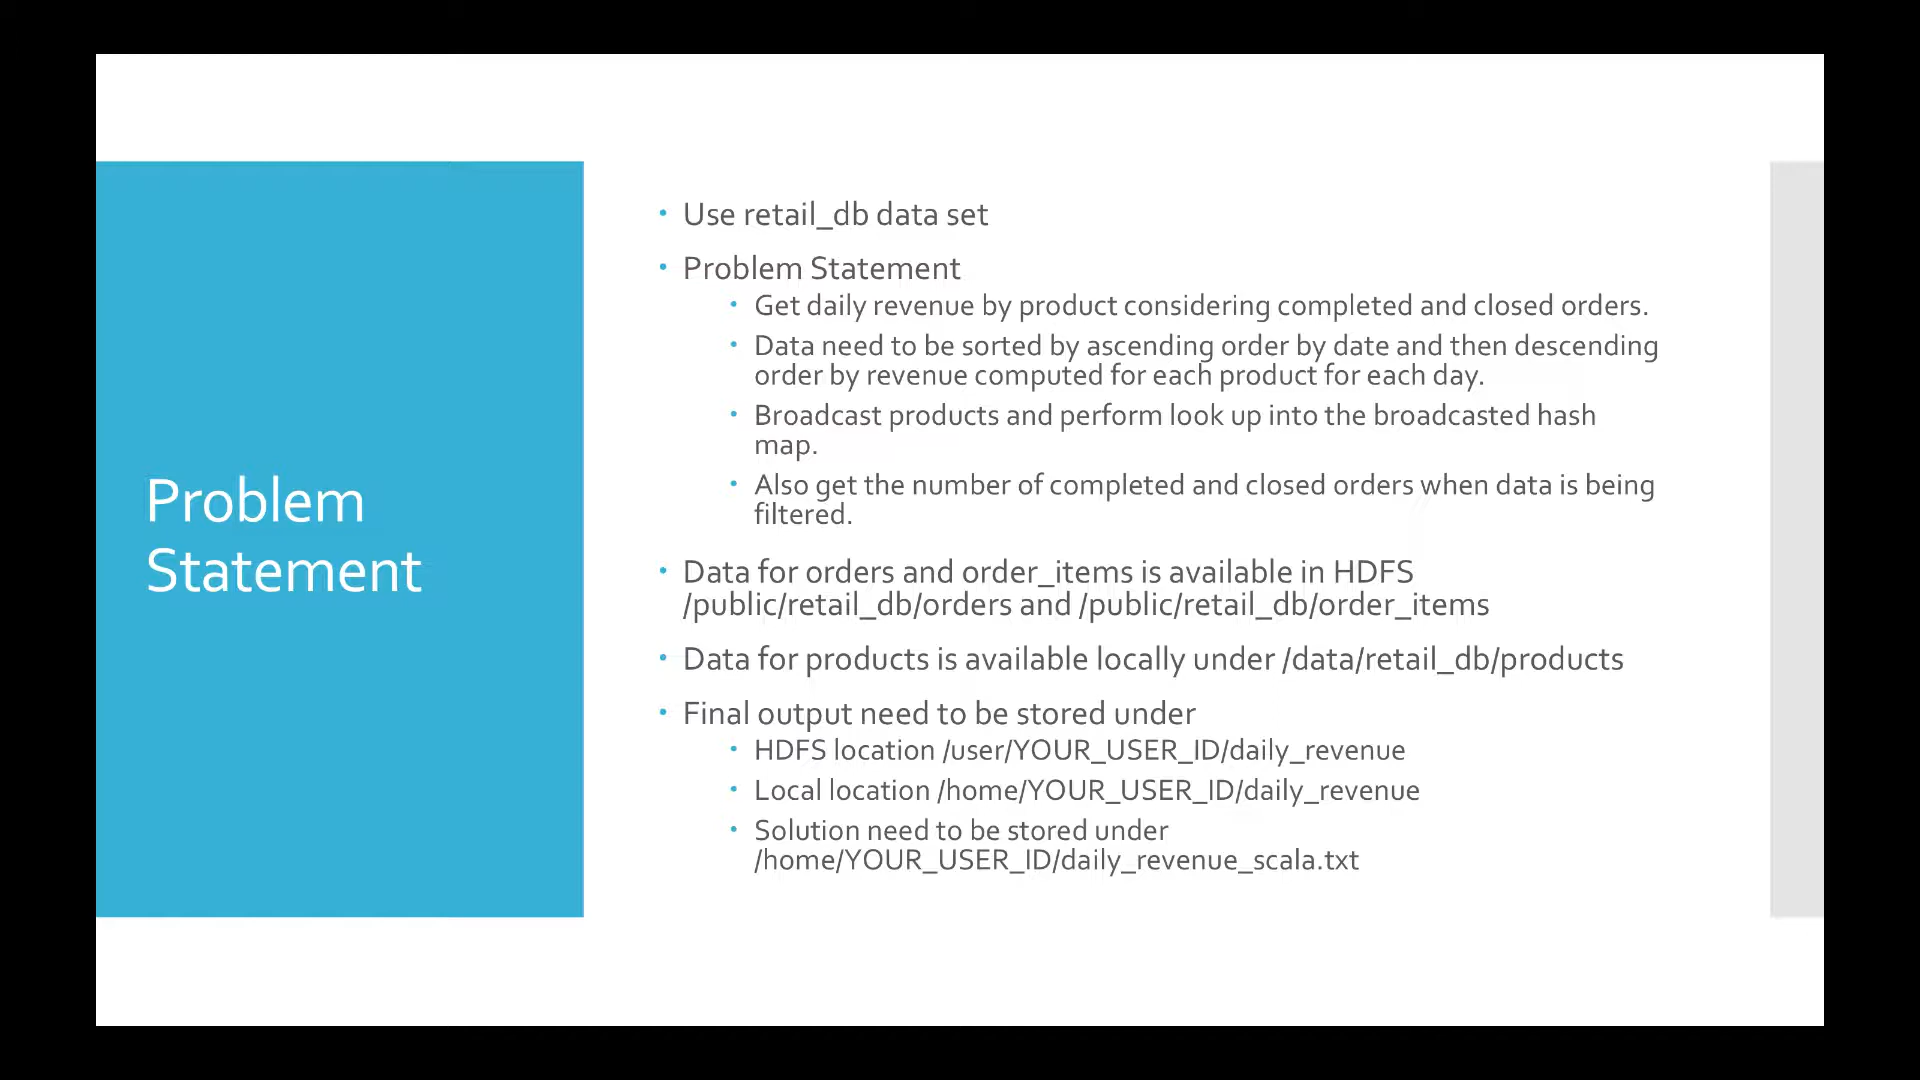 Problem
Statement
• Use retail_db data set
• Problem Statement
• Get daily revenue by product considering completed and closed orders.
• Data need to be sorted by ascending order by date and then descending
order by revenue computed for each product for each day.
• Broadcast products and perform look up into the broadcasted hash
map.
• Also get the number of completed and closed orders when data is being
filtered.
• Data for orders and order_items is available in HDFS
/public/retail_db/orders and /public/retail_db/order_items
• Data for products is available locally under /data/retail_db/products
• Final output need to be stored under
• HDFS location /user/YOUR_USER_ID/daily_revenue
• Local location /home/YOUR_USER_ID/daily_revenue
• Solution need to be stored under
/home/YOUR_USER_ID/daily_revenue_scala.txt